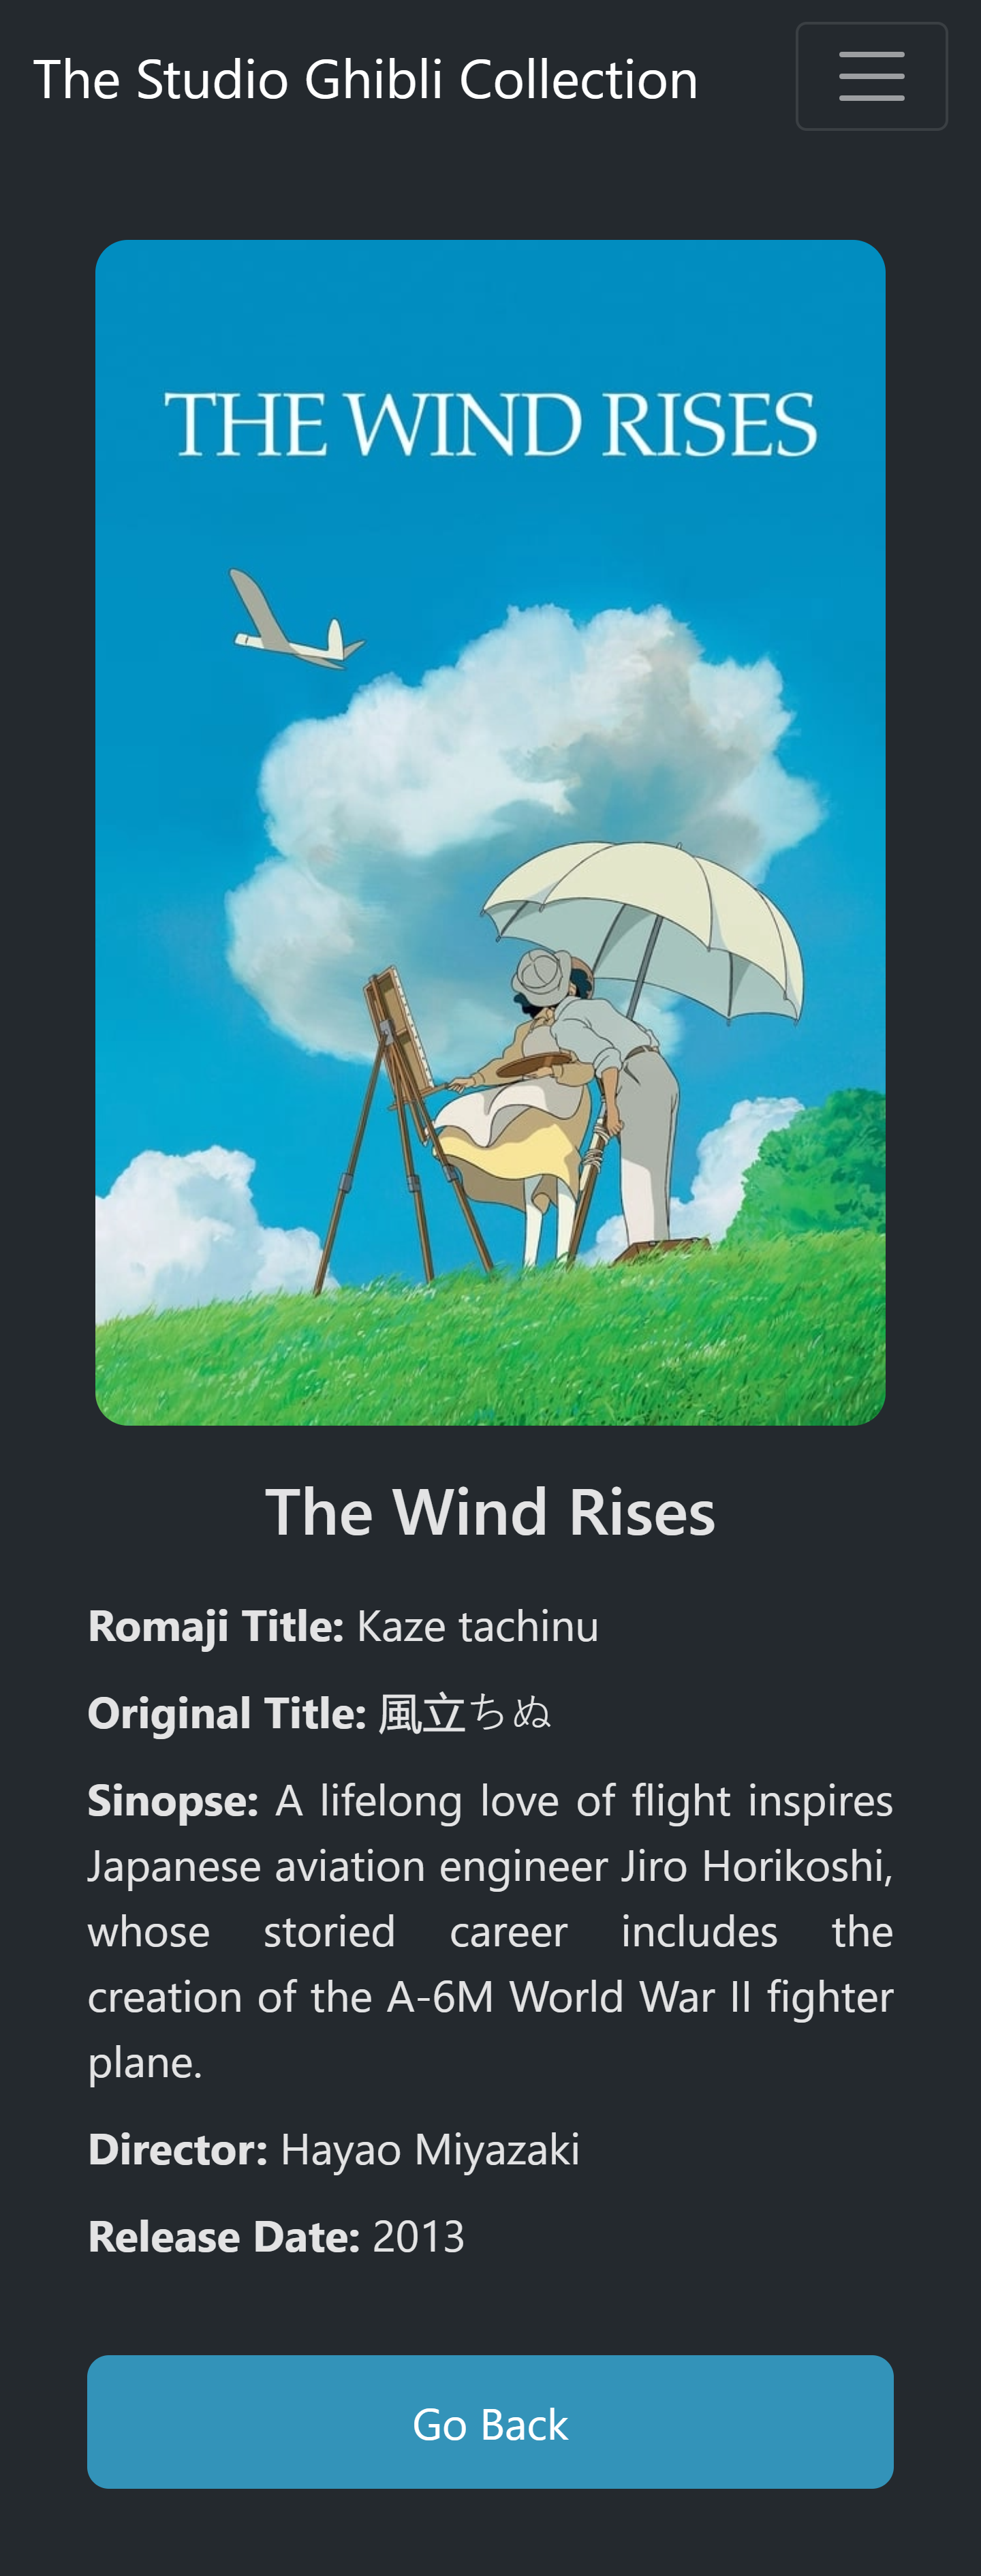 The Studio Ghibli Collection
THE WIND RISES
The Wind Rises
Romaji Title: Kaze tachinu
Original Title: 風立ちぬ
Sinopse: A lifelong love of flight inspires
Japanese aviation engineer Jiro Horikoshi,
whose storied career includes the
creation of the A-6M World War II fighter
plane.
Director: Hayao Miyazaki
Release Date: 2013
Go Back